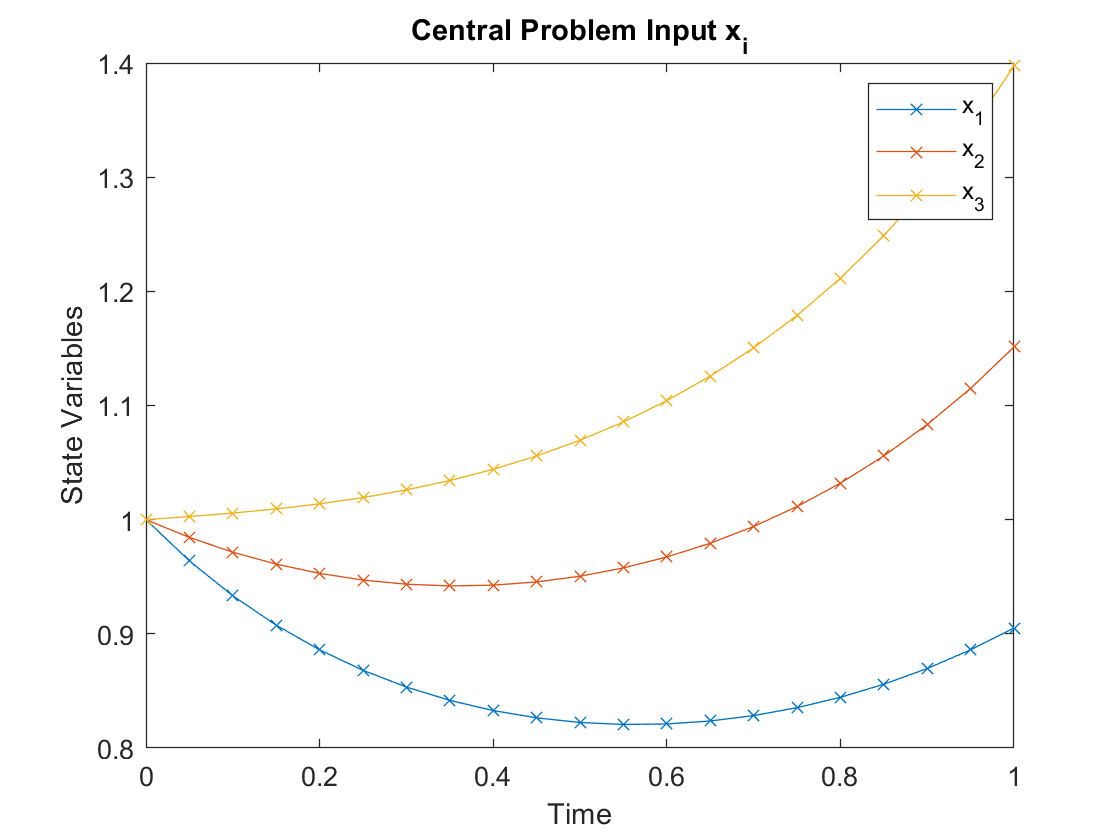 Central Problem Input x_i
1.4
x_1
x_2
x_3
1.3
1.2
1.1
1
0.9
0.8
State Variables
0 0.2 0.4 0.6 0.8 1
Time